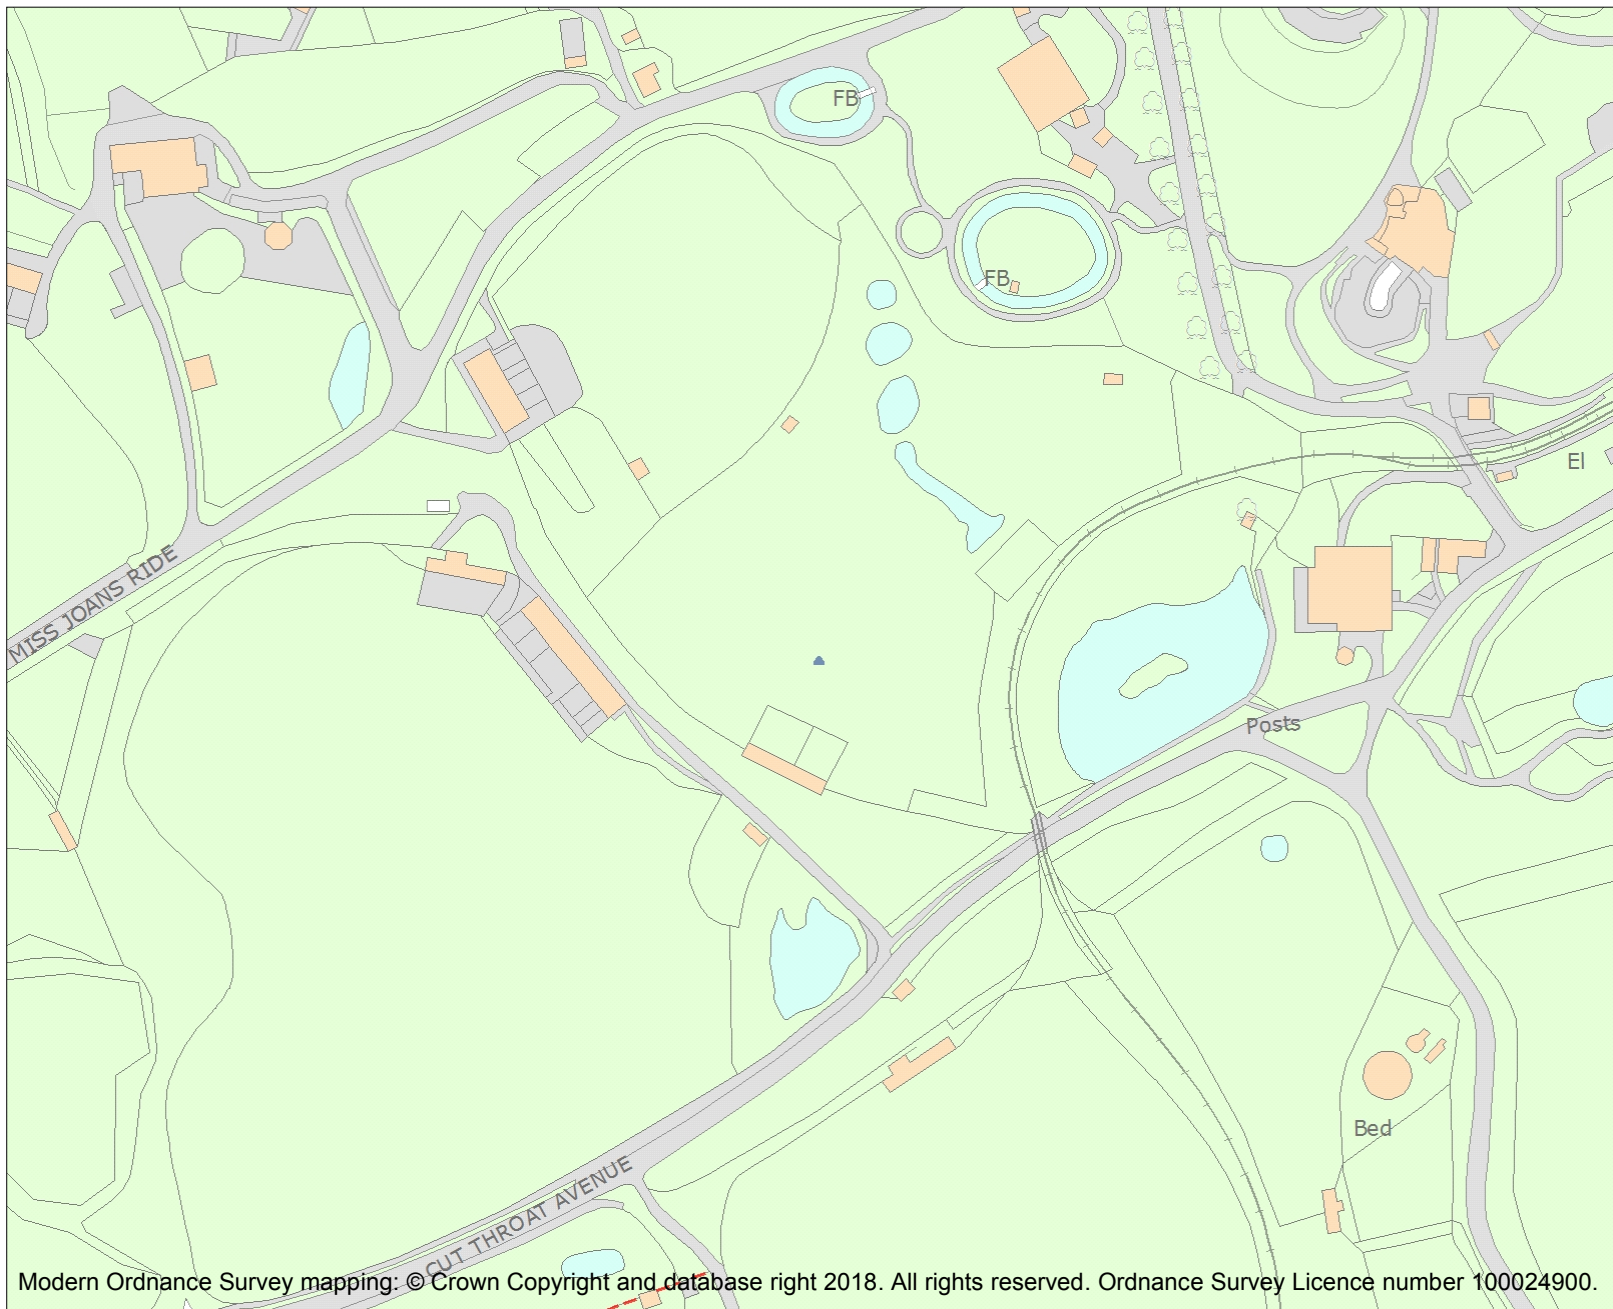 FB
FB
El
MISS JOANS RIDE
Posts
Bed
CUT THROAT AVENUE
Modern Ordnance Survey mapping: © Crown Copyright and database right 2018. All rights reserved. Ordnance Survey Licence number 100024900.